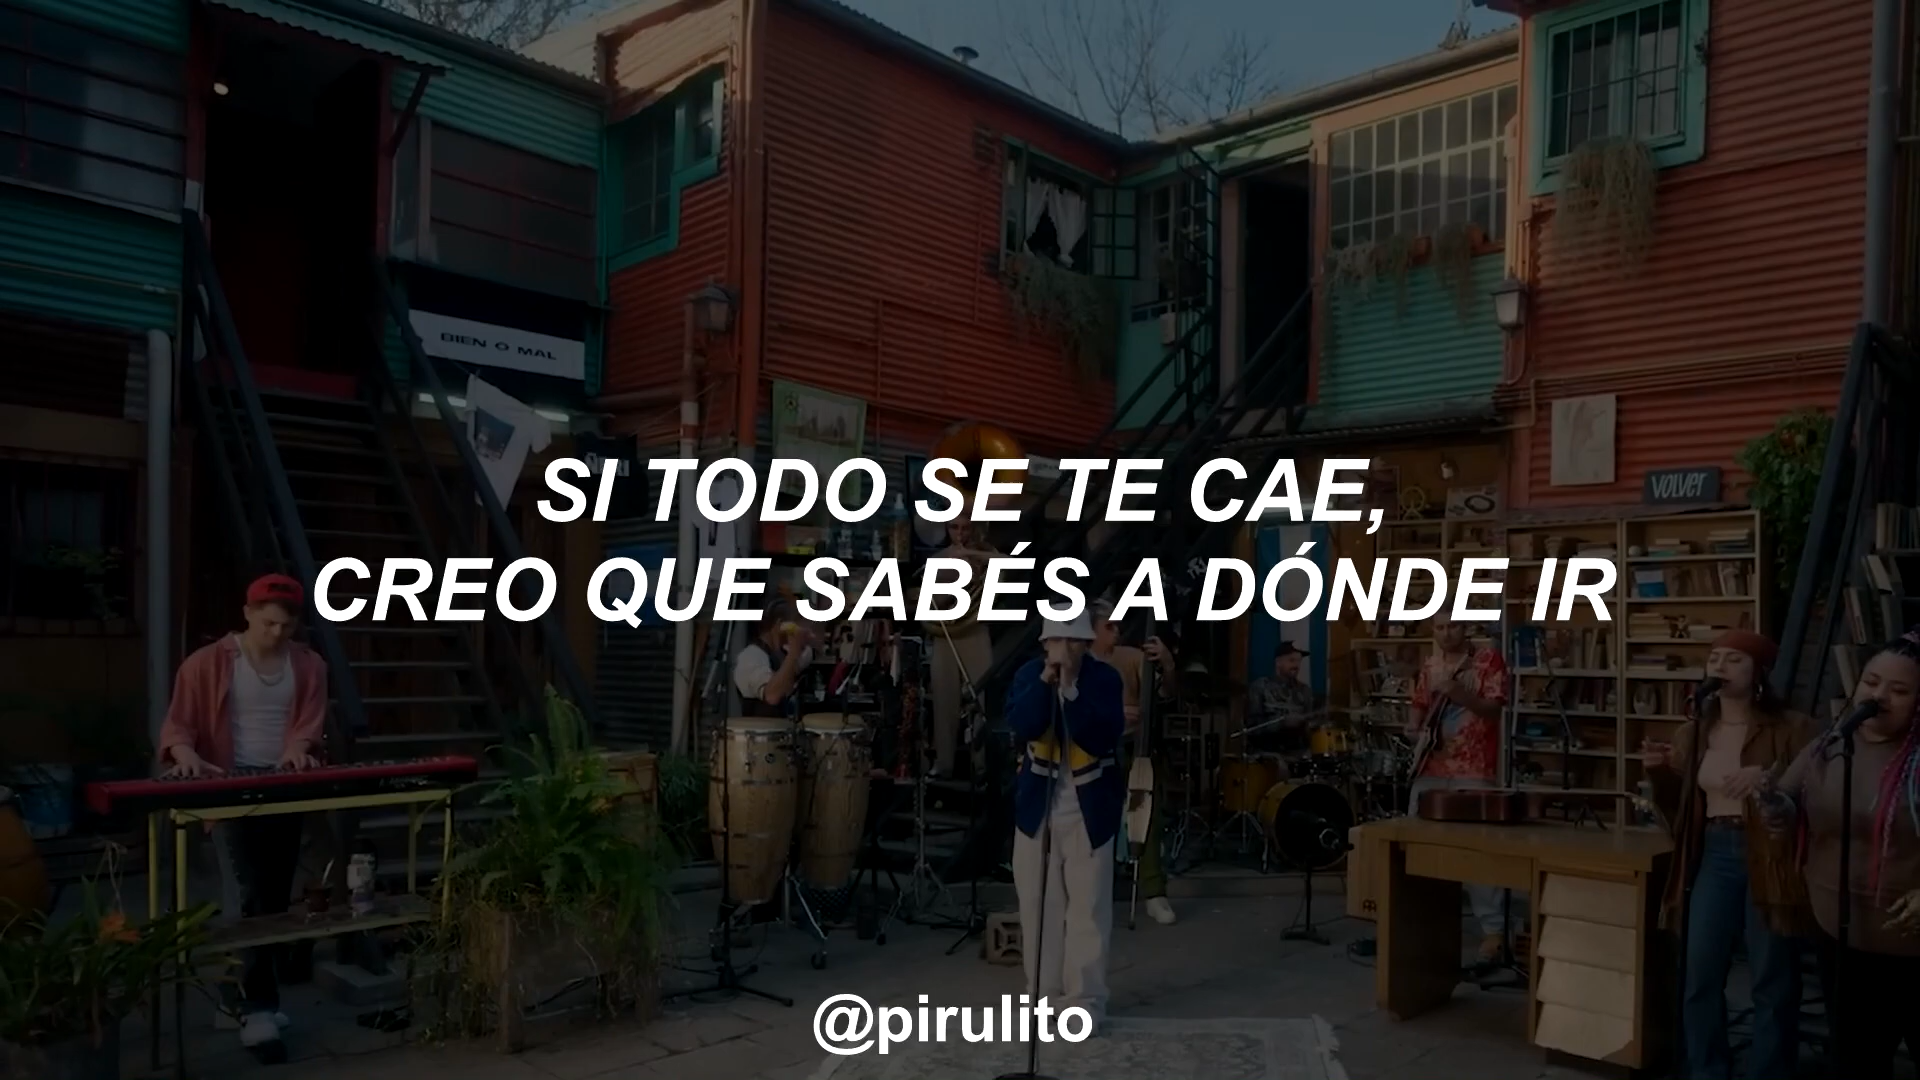 BIEN O MAL
VOLVER
SI TODO SE TE CAE,
CREO QUE SABÉS A DÓNDE IR
@pirulito